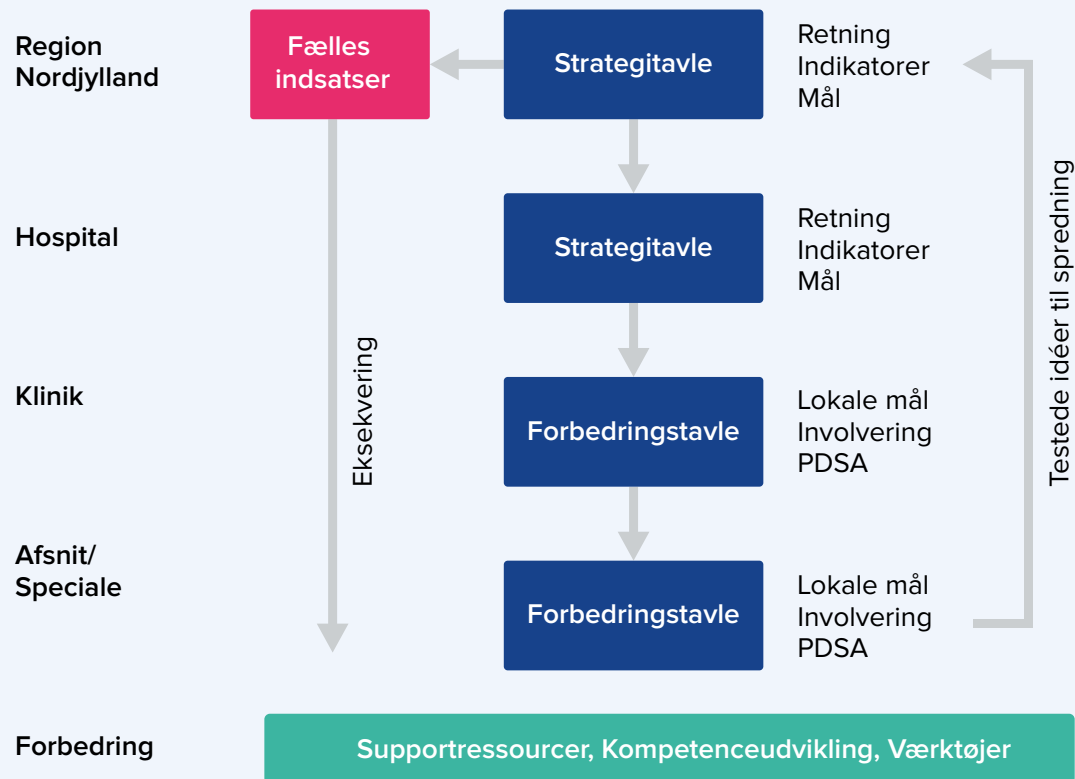 Region
Nordjylland
Fælles
indsatser
Strategitavle
Retning
Indikatorer
Mål
Hospital
Strategitavle
Retning
Indikatorer
Mål
Klinik
Forbedringstavle
Lokale mål
Involvering
PDSA
Afsnit/
Speciale
Forbedringstavle
Lokale mål
Involvering
PDSA
Eksekvering
Testede idéer til spredning
Forbedring
Supportressourcer, Kompetenceudvikling, Værktøjer